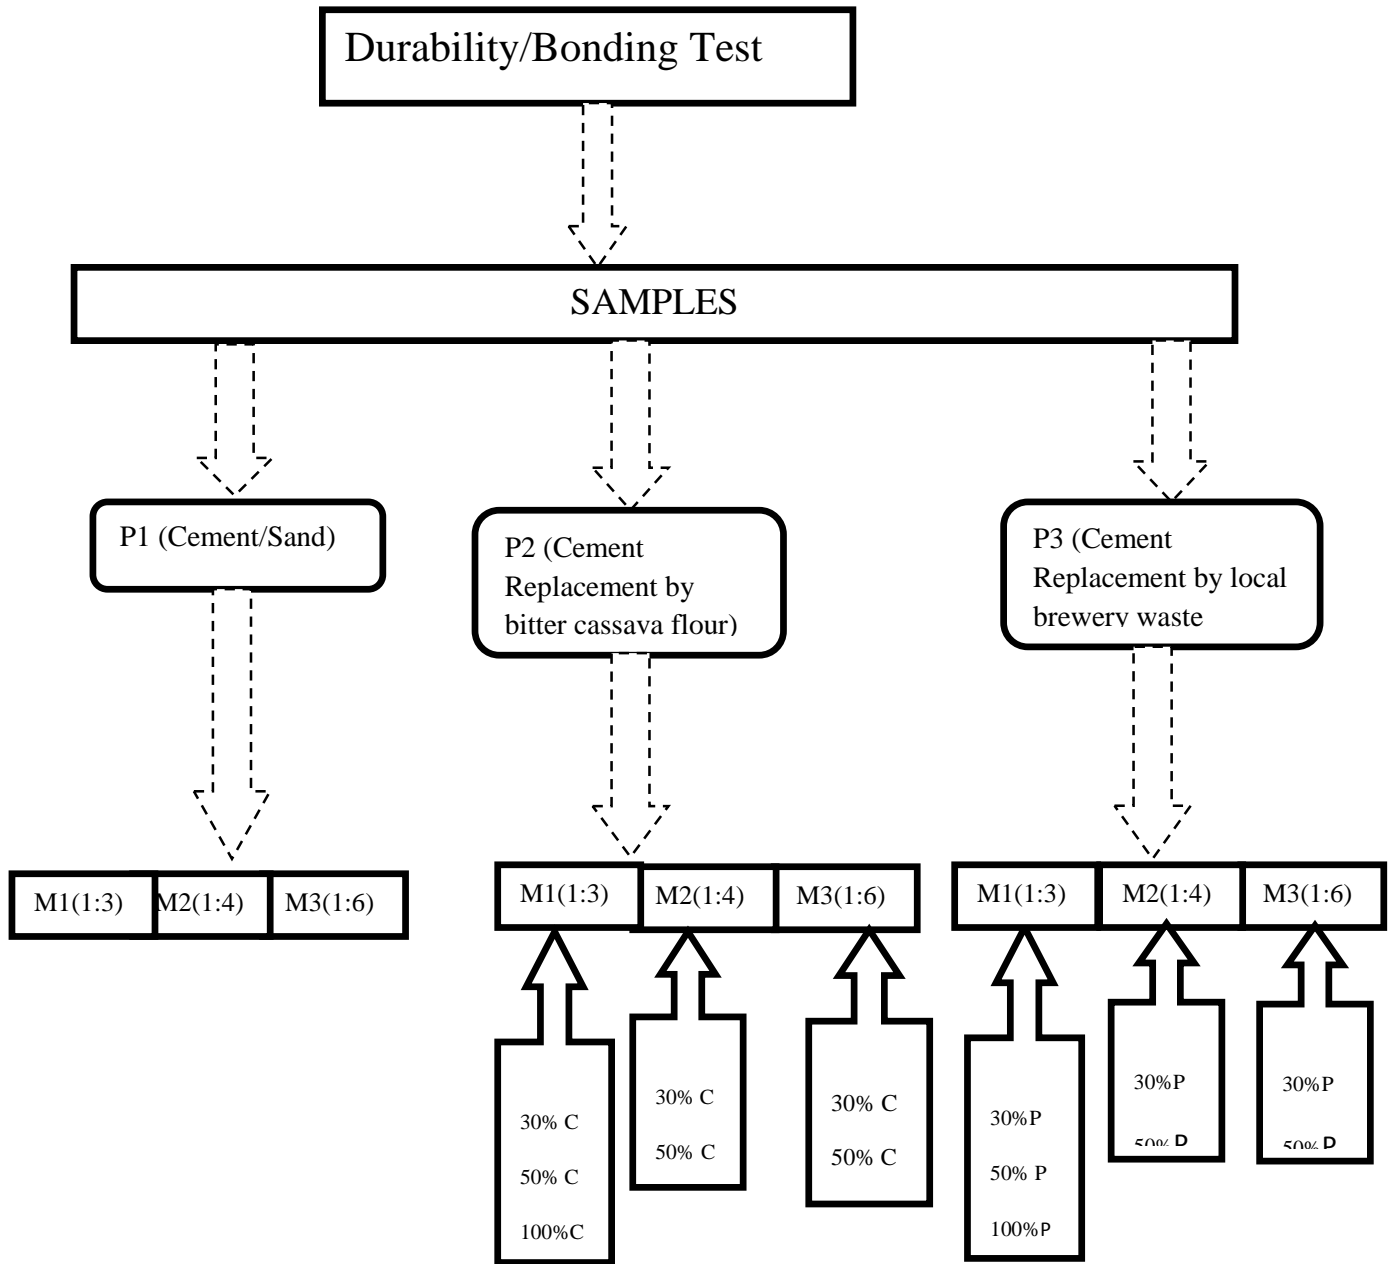 Durability/Bonding Test
SAMPLES
P1 (Cement/Sand)
P2 (Cement
Replacement by
bitter cassava flour)
P3 (Cement
Replacement by local
brewery waste
M1(1:3)
M2(1:4)
M3(1:6)
M1(1:3)
M2(1:4)
M3(1:6)
M1(1:3)
M2(1:4)
M3(1:6)
30% C
50% C
100%C
30% C
50% C
30% C
50% C
30%P
50% P
100%P
30%P
50% P
30%P
50% P